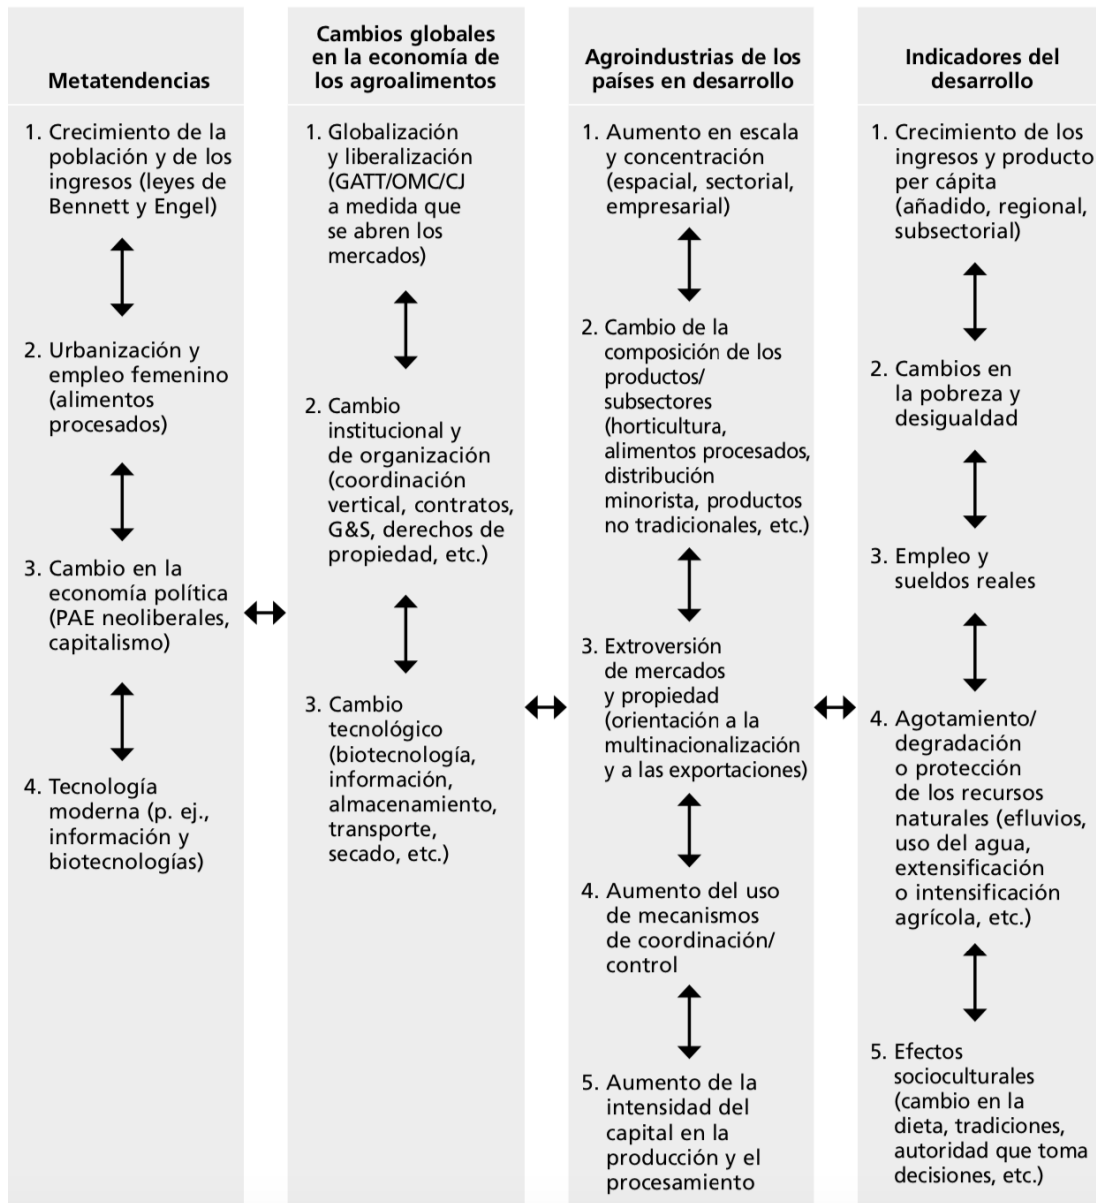 Metatendencias
1. Crecimiento de la
población y de los
ingresos (leyes de
Bennett y Engel)
2. Urbanización y
empleo femenino
(alimentos
procesados)
3. Cambio en la
economía política
(PAE neoliberales,
capitalismo)
4. Tecnología
moderna (p. ej.,
información y
biotecnologías)
Cambios globales
en la economía de
los agroalimentos
1. Globalización
y liberalización
(GATT/OMC/CJ
a medida que
se abren los
mercados)
2. Cambio
institucional y
de organización
(coordinación
vertical, contratos,
G&S, derechos de
propiedad, etc.)
3. Cambio
tecnológico
(biotecnología,
información,
almacenamiento,
transporte,
secado, etc.)
Agroindustrias de los
países en desarrollo
1. Aumento en escala
y concentración
(espacial, sectorial,
empresarial)
2. Cambio de la
composición de los
productos/
subsectores
(horticultura,
alimentos procesados,
distribución
minorista, productos
no tradicionales, etc.)
3. Extroversión
de mercados
y propiedad
(orientación a la
multinacionalización
y a las exportaciones)
4. Aumento del uso
de mecanismos
de coordinación/
control
5. Aumento de la
intensidad del
capital en la
producción y el
procesamiento
Indicadores del
desarrollo
1. Crecimiento de los
ingresos y producto
per cápita
(añadido, regional,
subsectorial)
2. Cambios en
la pobreza y
desigualdad
3. Empleo y
sueldos reales
4. Agotamiento/
degradación
o protección
de los recursos
naturales (efluvios,
uso del agua,
extensificación
o intensificación
agrícola, etc.)
5. Efectos
socioculturales
(cambio en la
dieta, tradiciones,
autoridad que toma
decisiones, etc.)